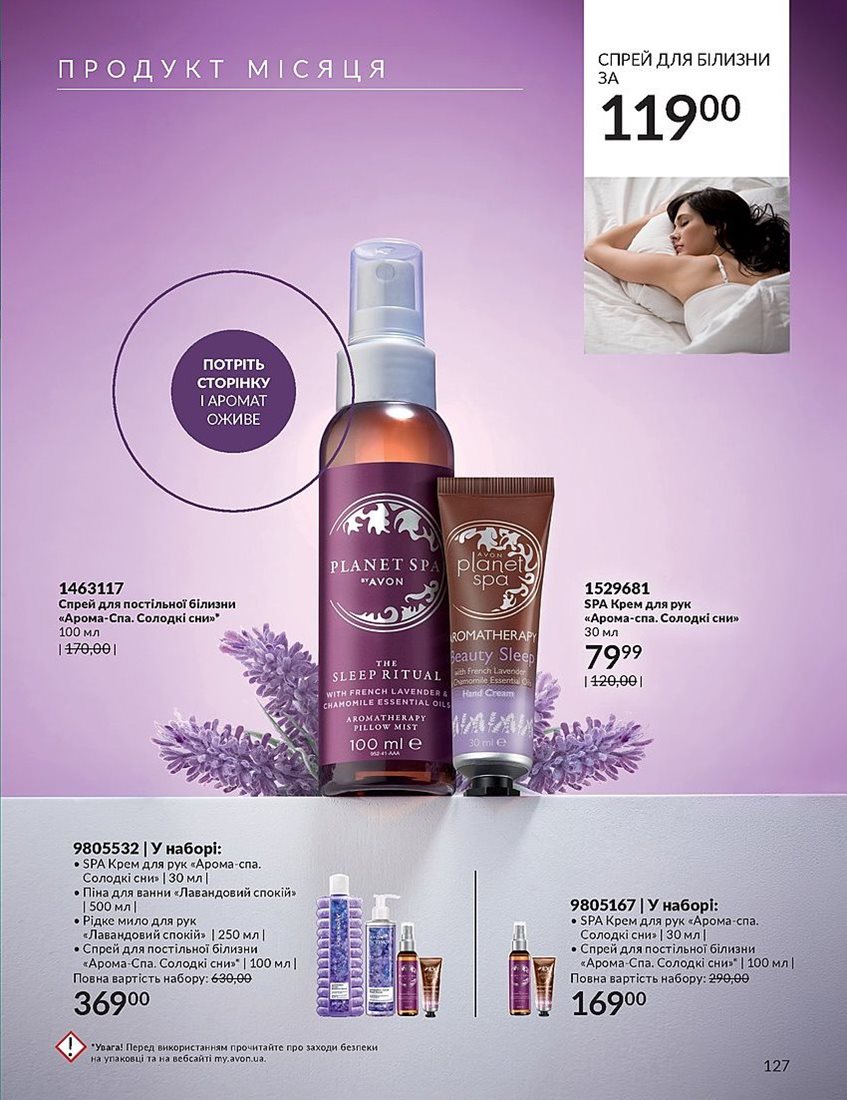 ПРОДУКТ МІСЯЦЯ
СПРЕЙ ДЛЯ БІЛИЗНИ
ЗА
119⁰⁰
ПОТРІТЬ
СТОРІНКУ
І АРОМАТ
ОЖИВЕ
PLANET SPA
BY AVON
THE
SLEEP RITUAL
WITH FRENCH LAVENDER &
CHAMOMILE ESSENTIAL OILS
AROMATHERAPY
PILLOW MIST
100 ml e
AVON
planet
spa
AROMATHERAPY
Beauty Sleep
with French Lavender
Chamomile Essential Oils
Hand Cream
30 ml e
1463117
Спрей для постільної білизни
«Арома-Спа. Солодкі сни»*
100 мл
| 170,00 |
1529681
SPA Крем для рук
«Арома-спа. Солодкі сни»
30 мл
79⁹⁹
| 120,00 |
9805532 | У наборі:
• SPA Крем для рук «Арома-спа.
Солодкі сни» | 30 мл |
• Піна для ванни «Лавандовий спокій»
| 500 мл |
• Рідке мило для рук
«Лавандовий спокій» | 250 мл |
• Спрей для постільної білизни
«Арома-Спа. Солодкі сни»* | 100 мл |
Повна вартість набору: 630,00
369⁰⁰
9805167 | У наборі:
• SPA Крем для рук «Арома-спа.
Солодкі сни» | 30 мл |
• Спрей для постільної білизни
«Арома-Спа. Солодкі сни»* | 100 мл |
Повна вартість набору: 290,00
169⁰⁰
*Увага! Перед використанням прочитайте про заходи безпеки
на упаковці та на вебсайті my.avon.ua.
127